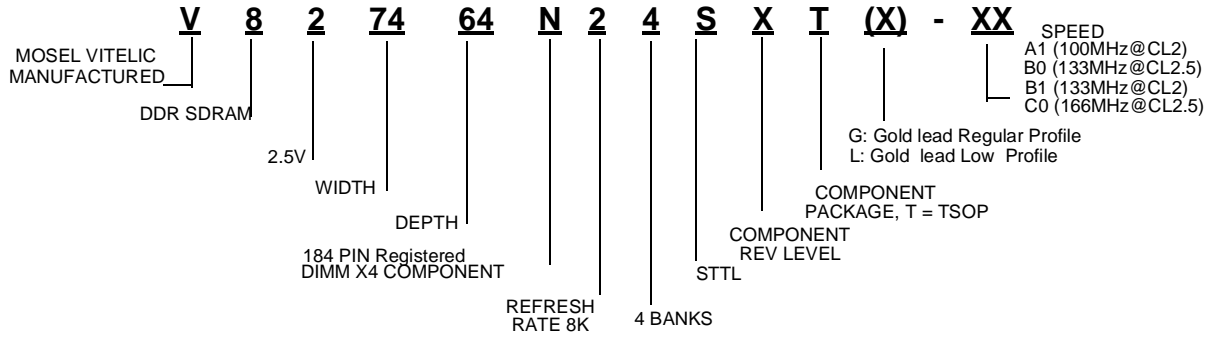 V 8 2 74 64 N 2 4 S X T (X) - XX
MOSEL VITELIC
MANUFACTURED
SPEED
A1 (100MHz@CL2)
B0 (133MHz@CL2.5)
B1 (133MHz@CL2)
C0 (166MHz@CL2.5)
DDR SDRAM
G: Gold lead Regular Profile
L: Gold lead Low Profile
2.5V
WIDTH
COMPONENT
PACKAGE, T = TSOP
DEPTH
COMPONENT
REV LEVEL
184 PIN Registered
DIMM X4 COMPONENT
STTL
REFRESH
RATE 8K
4 BANKS